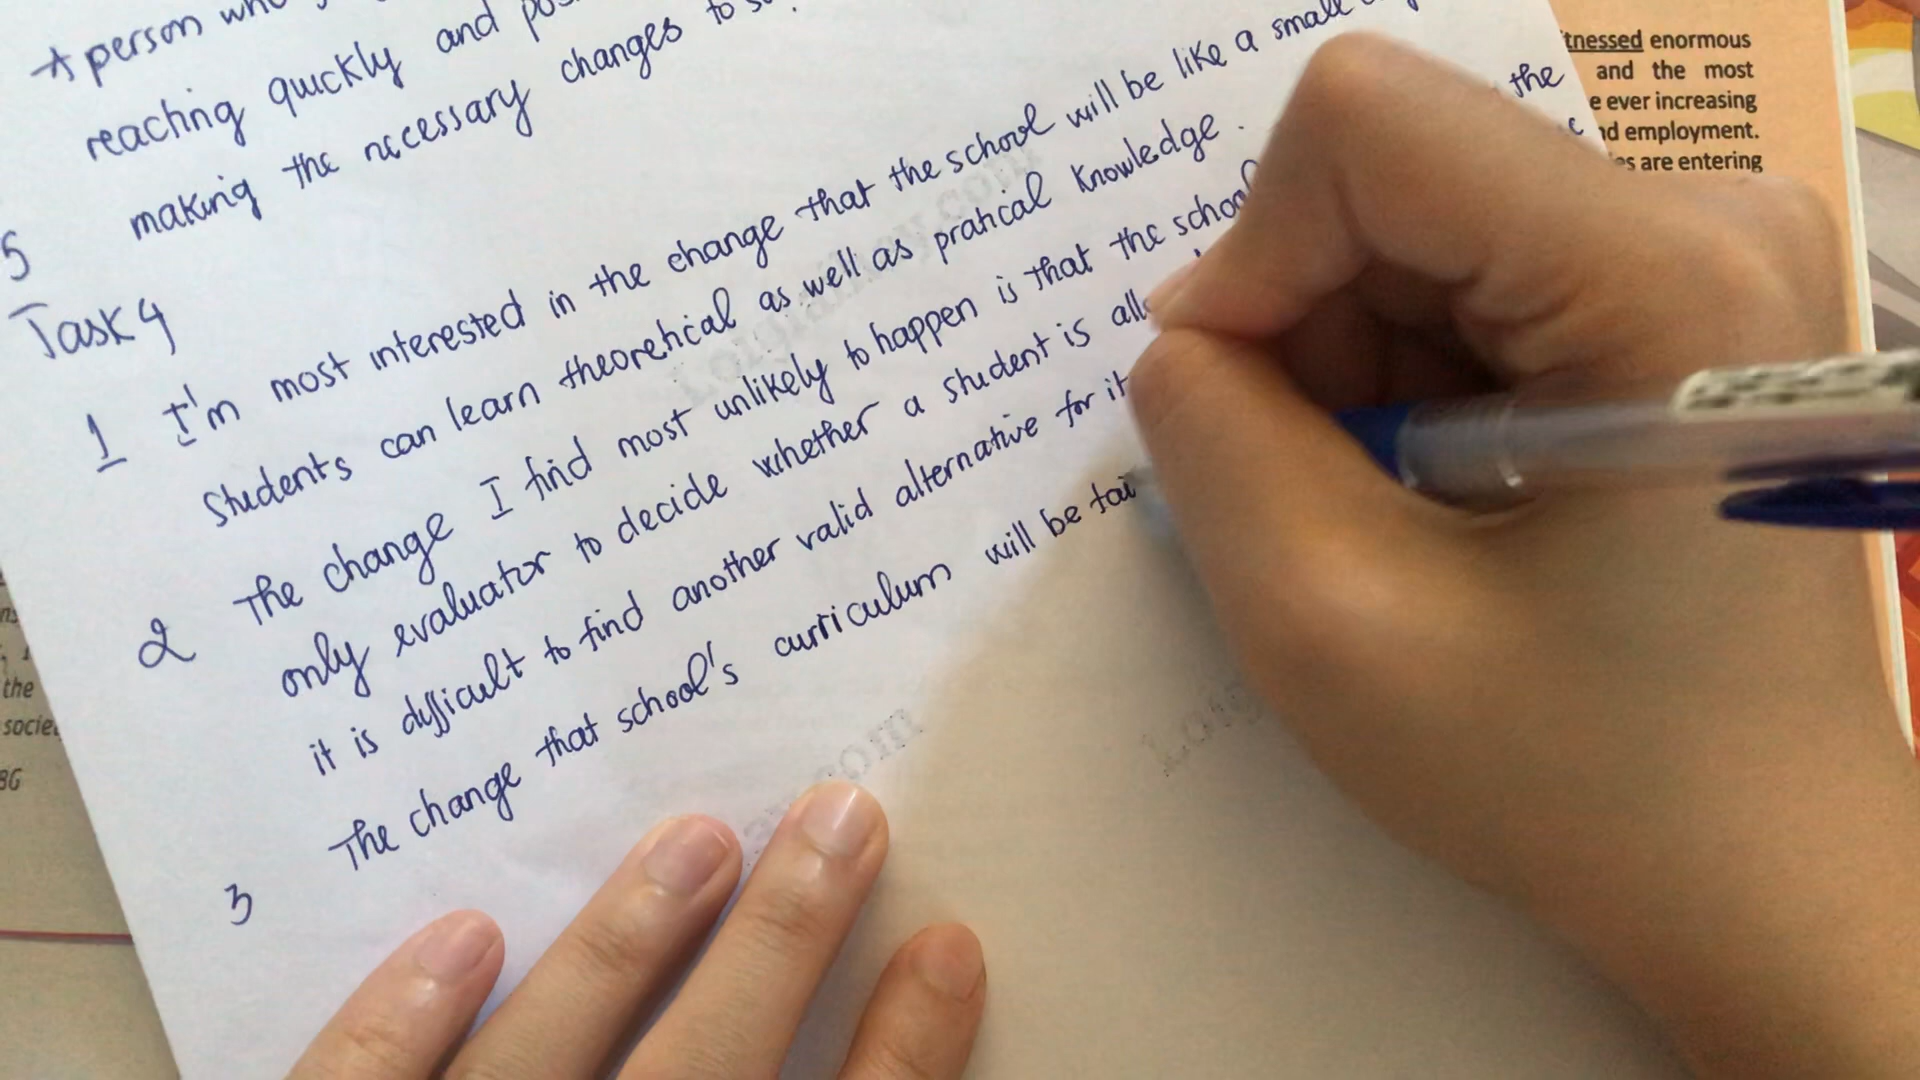 A person who
reaching quickly and
making the necessary changes to
5
Task 4
1 I'm most interested in the change that the school will be like a small
students can learn theoretical as well as pratical knowledge.
2 The change I find most unlikely to happen is that the school the
only evaluator to decide whether a student is
it is difficult to find another valid alternative for it
3 The change that school's curriculum will be tai
tnessed enormous
and the most
e ever increasing
nd employment.
es are entering
the
socie
BG